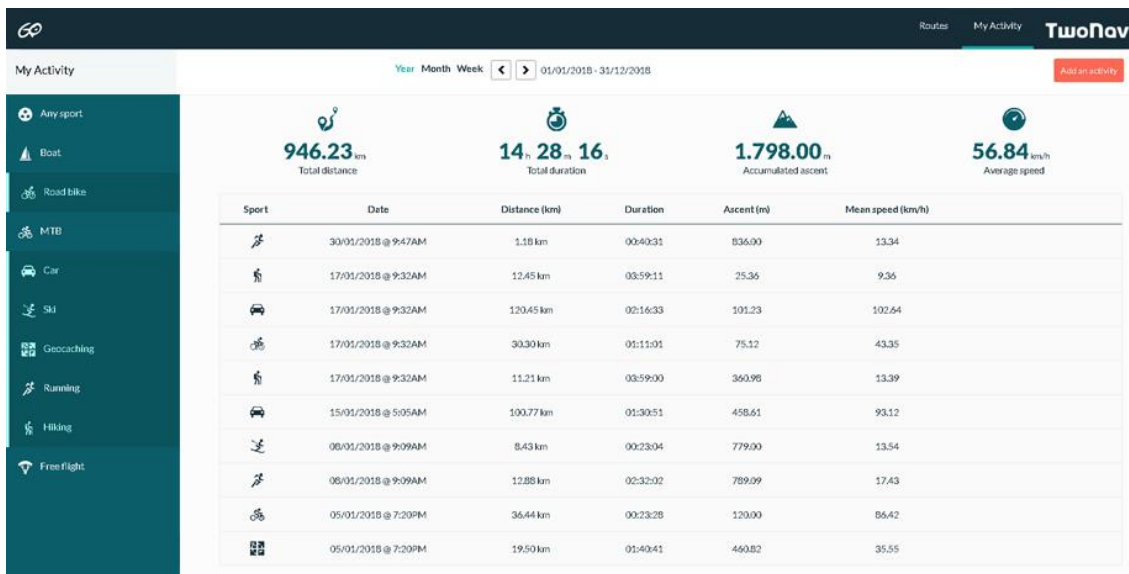 Routes My Activity TwoNav
My Activity
Year Month Week 01/01/2018 - 31/12/2018
Add an activity
Any sport
Boat
Road bike
MTB
Car
Ski
Geocaching
Running
Hiking
Free flight
946.23 km 14 h 28 m 16 s 1.798.00 m 56.84 km/h
Total distance Total duration Accumulated ascent Average speed
Sport Date Distance (km) Duration Ascent (m) Mean speed (km/h)
30/01/2018 @ 9:47AM 1.18 km 00:40:31 836.00 13.34
17/01/2018 @ 9:32AM 12.45 km 03:59:11 25.36 9.36
17/01/2018 @ 9:32AM 120.45 km 02:16:33 101.23 102.64
17/01/2018 @ 9:32AM 30.30 km 01:11:01 75.12 43.35
17/01/2018 @ 9:32AM 11.21 km 03:59:00 360.98 13.39
15/01/2018 @ 5:05AM 100.77 km 01:30:51 458.61 93.12
08/01/2018 @ 9:09AM 8.43 km 00:23:04 779.00 13.54
08/01/2018 @ 9:09AM 12.88 km 02:32:02 789.09 17.43
05/01/2018 @ 7:20PM 36.44 km 00:23:28 120.00 86.42
05/01/2018 @ 7:20PM 19.50 km 01:40:41 460.82 35.55